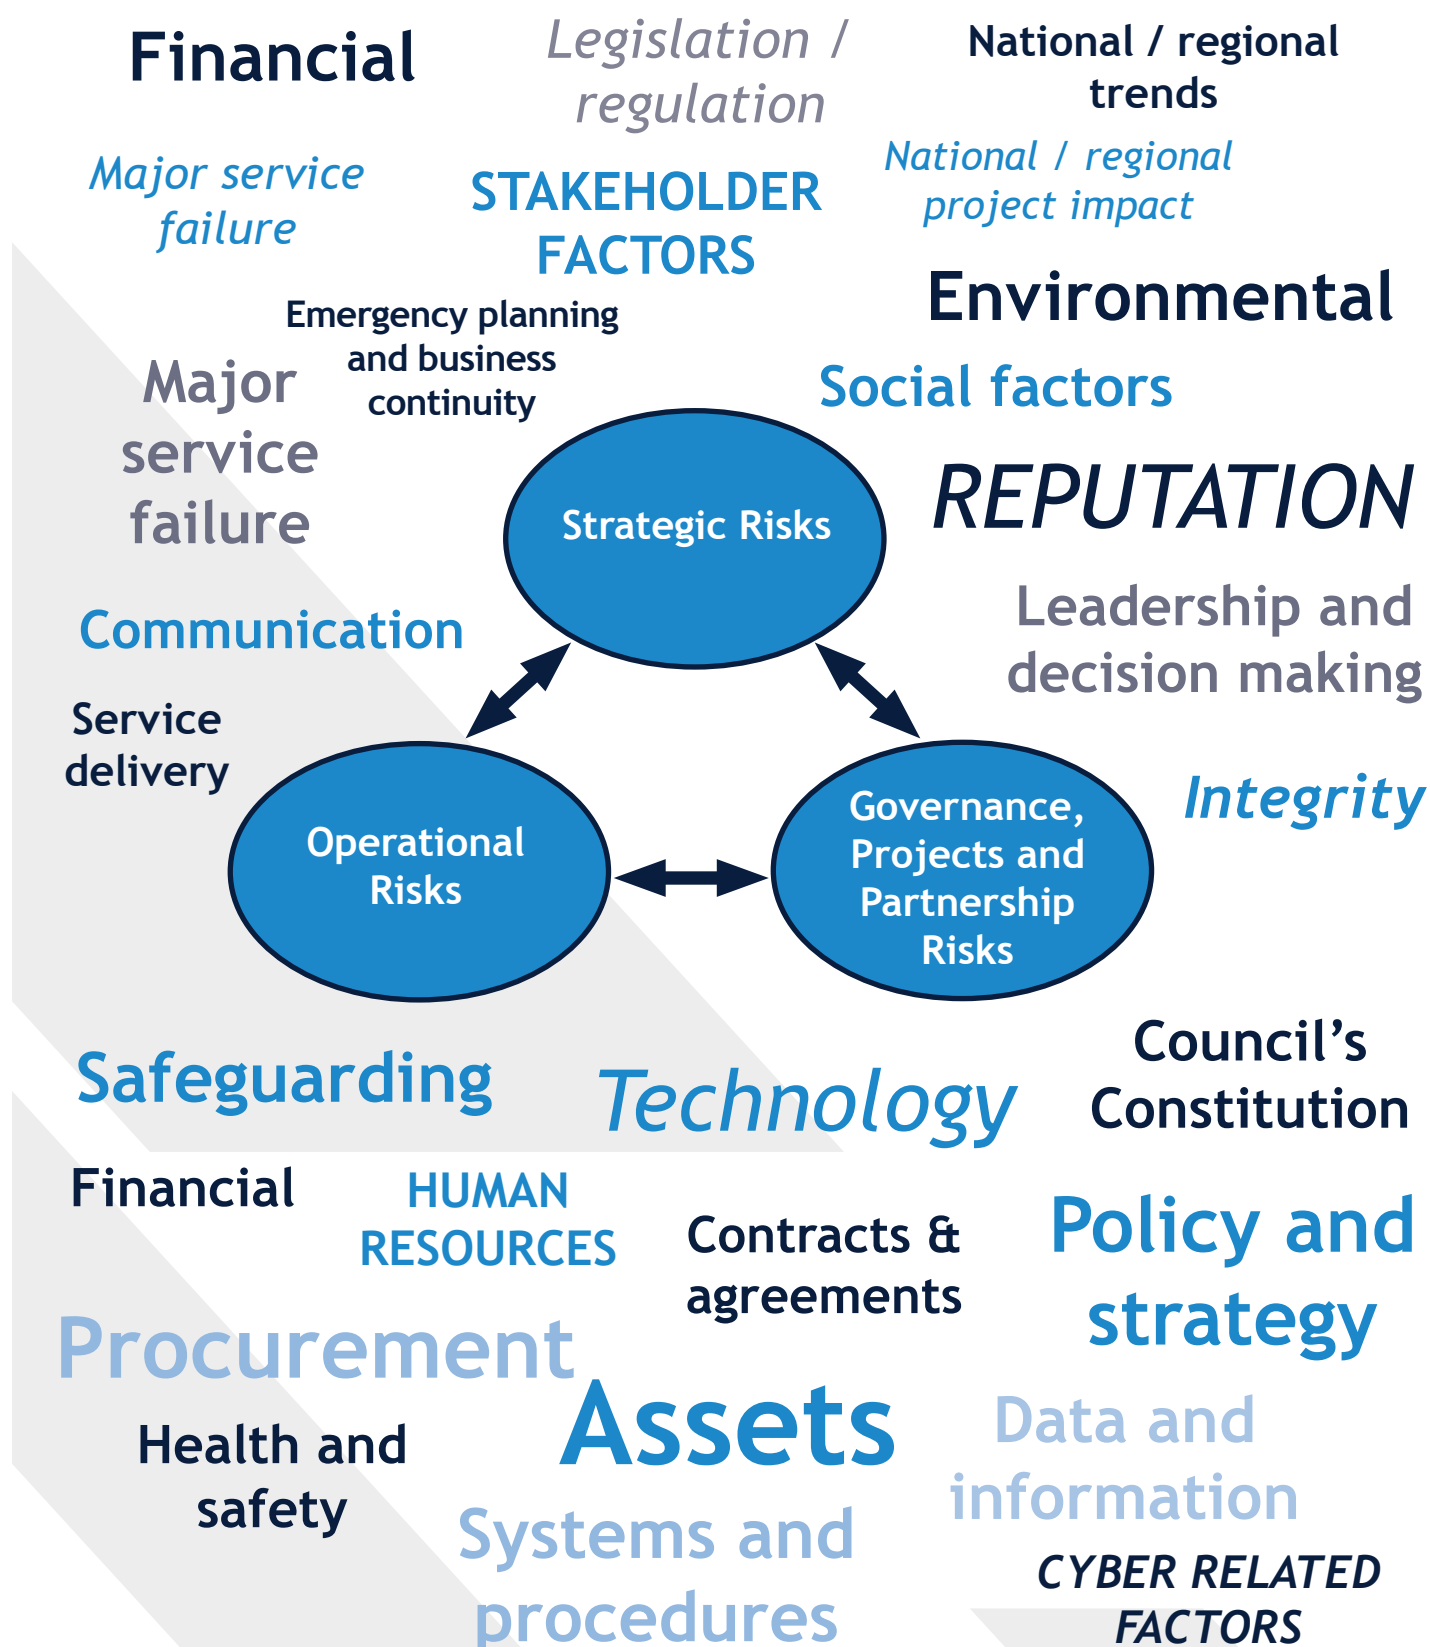 Financial
Legislation /
regulation
National / regional
trends
Major service
failure
STAKEHOLDER
FACTORS
National / regional
project impact
Environmental
Emergency planning
and business
continuity
Major
service
failure
Social factors
REPUTATION
Strategic Risks
Leadership and
decision making
Communication
Service
delivery
Integrity
Operational
Risks
Governance,
Projects and
Partnership
Risks
Safeguarding
Technology
Council’s
Constitution
Financial
HUMAN
RESOURCES
Contracts &
agreements
Policy and
strategy
Procurement
Assets
Health and
safety
Data and
information
Systems and
procedures
CYBER RELATED
FACTORS